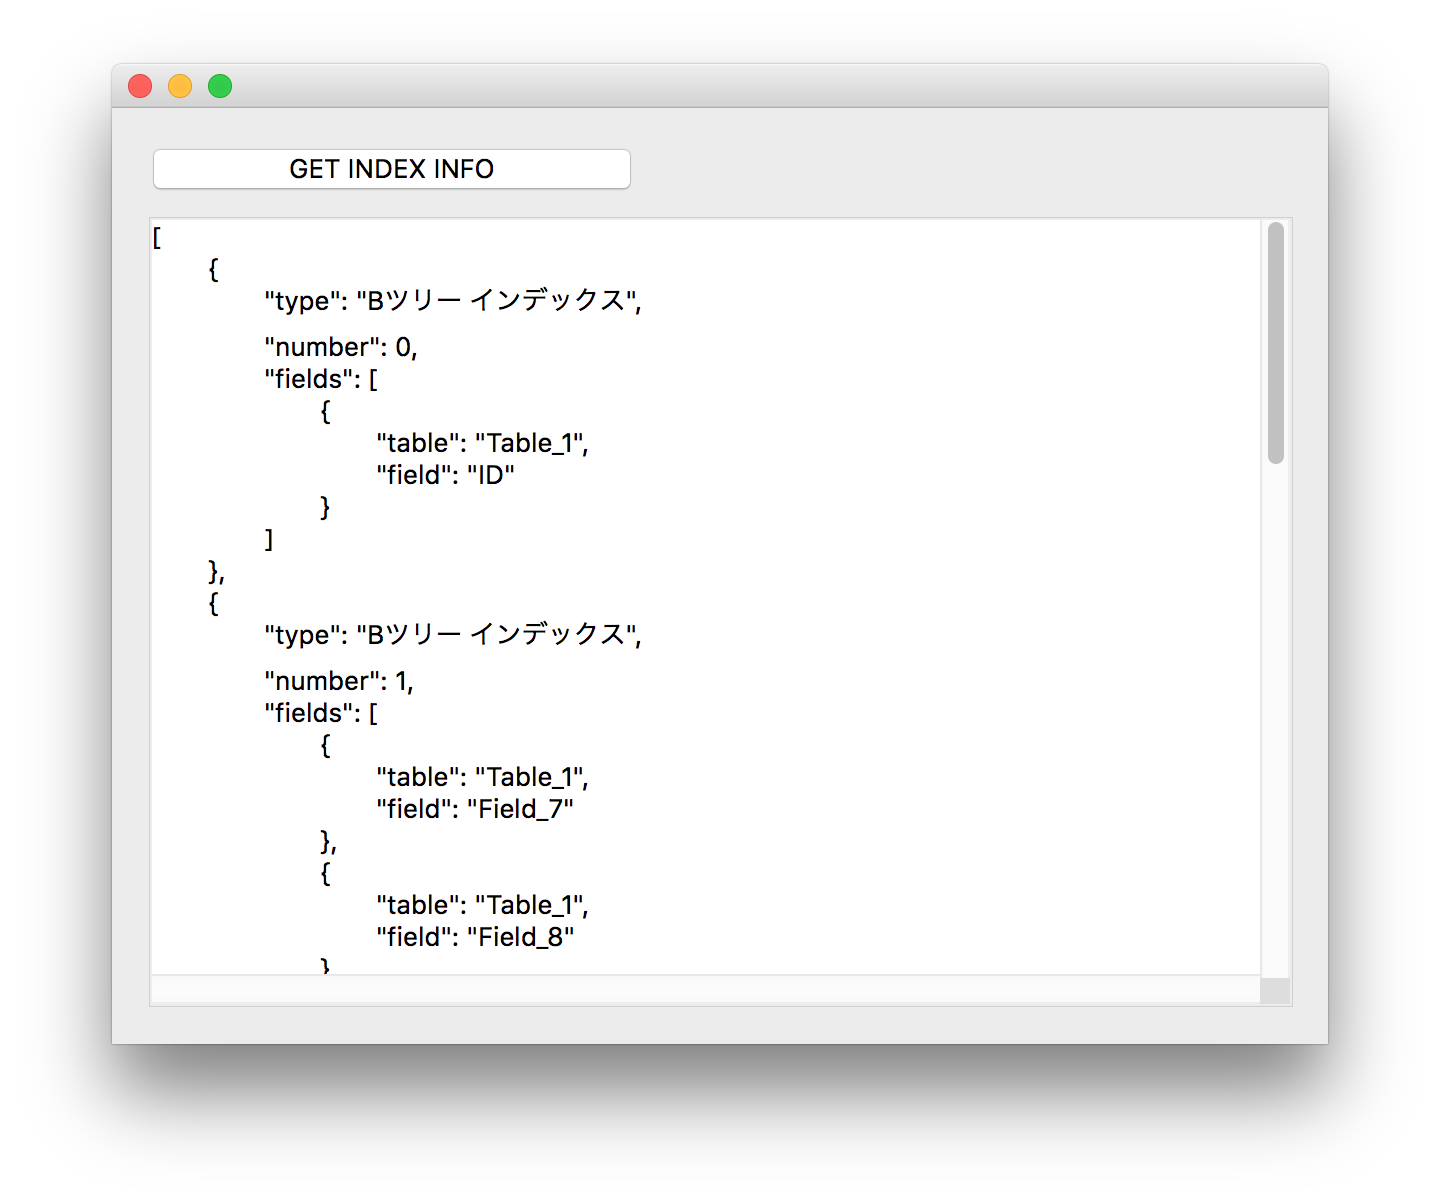 GET INDEX INFO
[
{
"type": "Bツリー インデックス",
"number": 0,
"fields": [
{
"table": "Table_1",
"field": "ID"
}
]
},
{
"type": "Bツリー インデックス",
"number": 1,
"fields": [
{
"table": "Table_1",
"field": "Field_7"
},
{
"table": "Table_1",
"field": "Field_8"
}